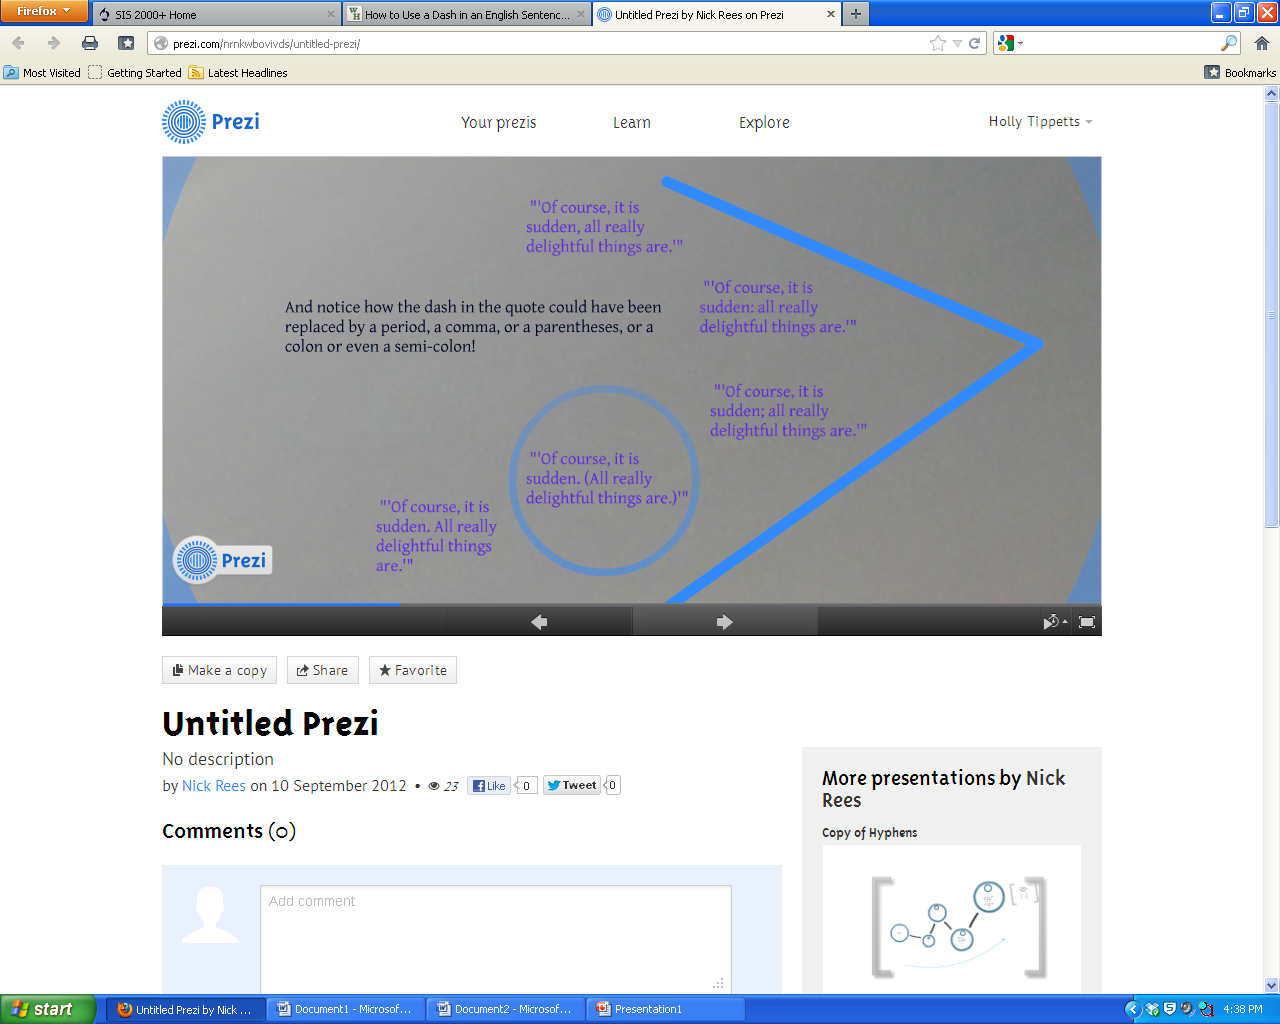 Firefox
SIS 2000+ Home
How to Use a Dash in an English Sentenc...
Untitled Prezi by Nick Rees on Prezi
prezi.com/nrnkwbovivds/untitled-prezi/
Most Visited
Getting Started
Latest Headlines
Bookmarks
Prezi
Your prezis
Learn
Explore
Holly Tippetts
"'Of course, it is
sudden, all really
delightful things are.'"
And notice how the dash in the quote could have been
replaced by a period, a comma, or a parentheses, or a
colon or even a semi-colon!
"'Of course, it is
sudden: all really
delightful things are.'"
"'Of course, it is
sudden; all really
delightful things are.'"
"'Of course, it is
sudden. (All really
delightful things are.)'"
"'Of course, it is
sudden. All really
delightful things
are.'"
Prezi
Make a copy
Share
Favorite
Untitled Prezi
No description
by Nick Rees on 10 September 2012 • 23 Like 0 Tweet 0
Comments (0)
Add comment
More presentations by Nick
Rees
Copy of Hyphens
start
Untitled Prezi by Nick ...
Document1 - Microsof...
Document2 - Microsof...
Presentation1
4:38 PM